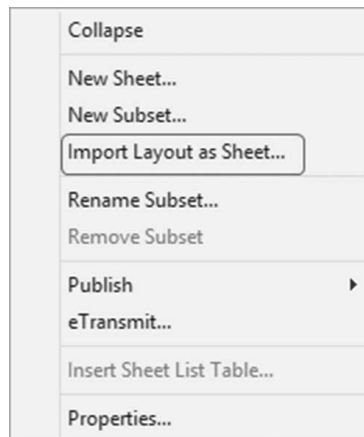 Collapse
New Sheet...
New Subset...
Import Layout as Sheet...
Rename Subset...
Remove Subset
Publish
eTransmit...
Insert Sheet List Table...
Properties...